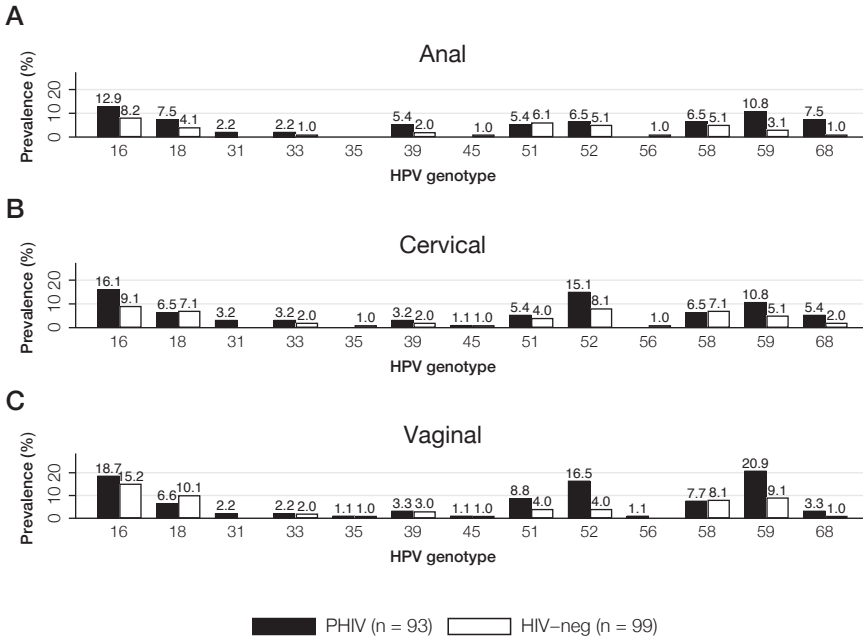 A
Anal
Prevalence (%)
0 10 20
12.9 8.2 7.5 4.1 2.2 2.2 1.0 5.4 2.0 1.0 5.4 6.1 6.5 5.1 1.0 6.5 5.1 10.8 3.1 7.5 1.0
16 18 31 33 35 39 45 51 52 56 58 59 68
HPV genotype
B
Cervical
Prevalence (%)
0 10 20
16.1 9.1 6.5 7.1 3.2 3.2 2.0 1.0 3.2 2.0 1.1 1.0 5.4 4.0 15.1 8.1 1.0 6.5 7.1 10.8 5.1 5.4 2.0
16 18 31 33 35 39 45 51 52 56 58 59 68
HPV genotype
C
Vaginal
Prevalence (%)
0 10 20
18.7 15.2 6.6 10.1 2.2 2.2 2.0 1.1 1.0 3.3 3.0 1.1 1.0 8.8 4.0 16.5 4.0 1.1 7.7 8.1 20.9 9.1 3.3 1.0
16 18 31 33 35 39 45 51 52 56 58 59 68
HPV genotype
PHIV (n = 93) HIV–neg (n = 99)